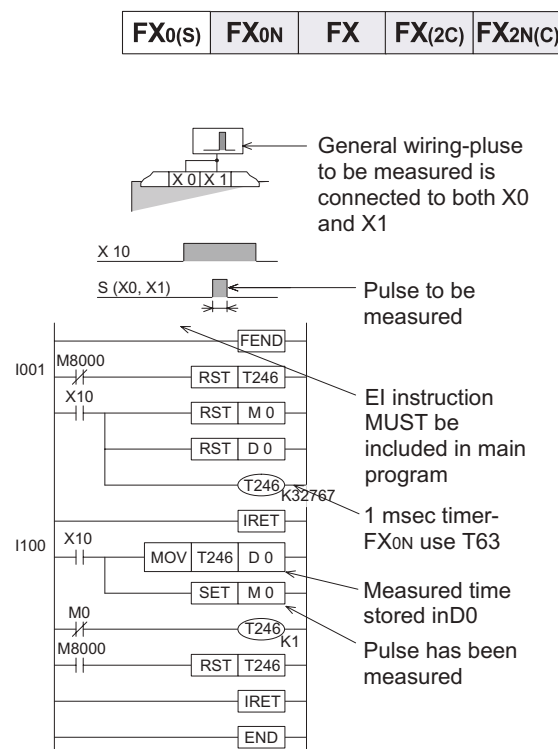 FX0(S) FX0N FX FX(2C) FX2N(C)
General wiring-pluse
to be measured is
connected to both X0
and X1
X 0 X 1
X 10
S (X0, X1)
Pulse to be
measured
FEND
I001
M8000
RST T246
X10
RST M 0
RST D 0
T246
K32767
IRET
EI instruction
MUST be
included in main
program
1 msec timer-
FX0N use T63
I100
X10
MOV T246 D 0
SET M 0
Measured time
stored inD0
M0
T246
K1
M8000
RST T246
Pulse has been
measured
IRET
END